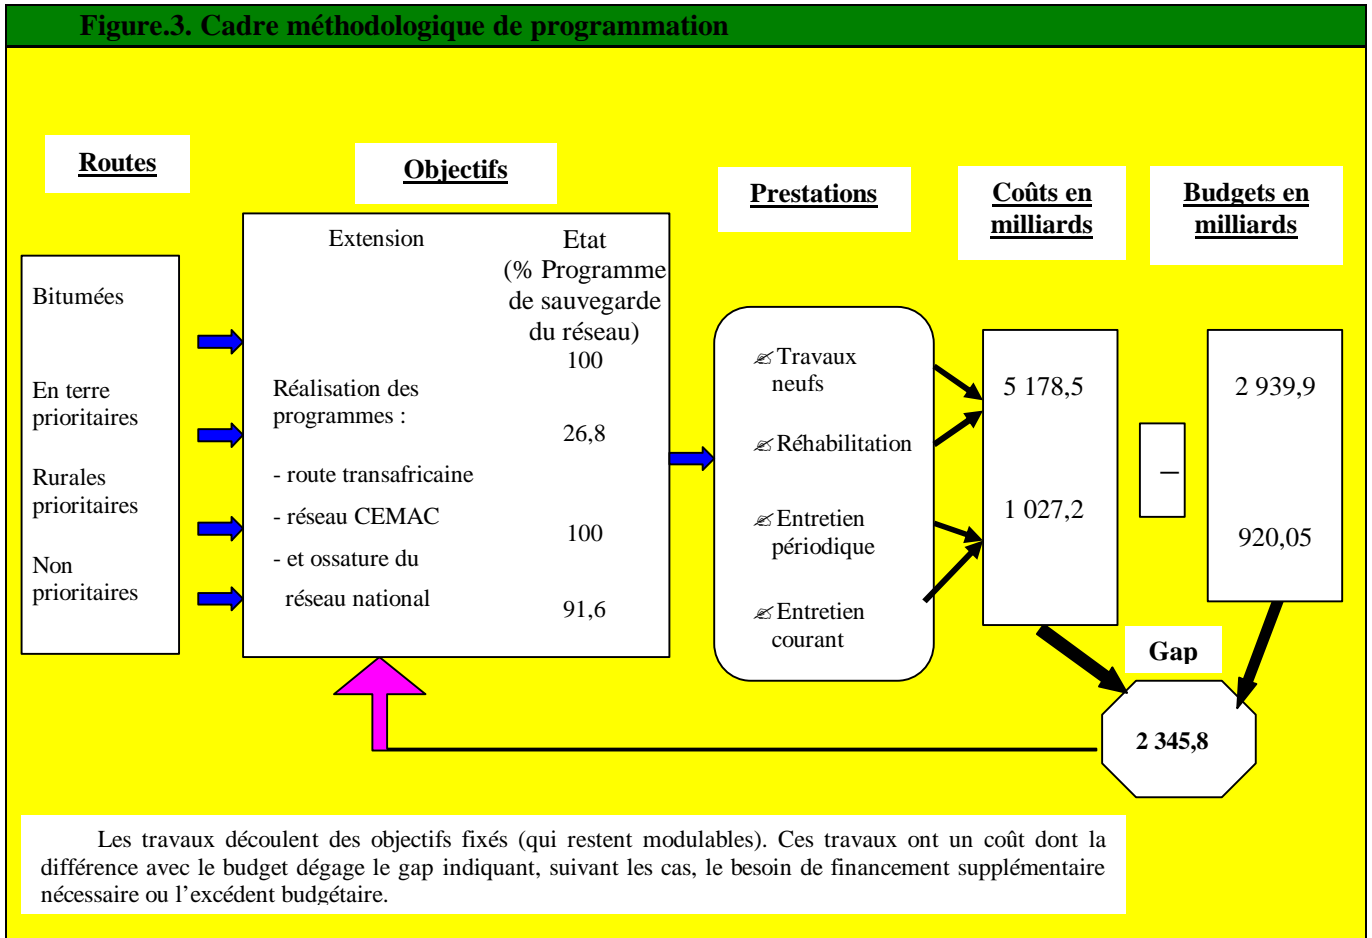 Figure.3. Cadre méthodologique de programmation
Routes
Objectifs
Prestations
Coûts en
milliards
Budgets en
milliards
Bitumées
En terre
prioritaires
Rurales
prioritaires
Non
prioritaires
Extension
Réalisation des
programmes :
- route transafricaine
- réseau CEMAC
- et ossature du
réseau national
Etat
(% Programme
de sauvegarde
du réseau)
100
26,8
100
91,6
Travaux
neufs
Réhabilitation
Entretien
périodique
Entretien
courant
5 178,5
1 027,2
–
2 939,9
920,05
Gap
2 345,8
Les travaux découlent des objectifs fixés (qui restent modulables). Ces travaux ont un coût dont la
différence avec le budget dégage le gap indiquant, suivant les cas, le besoin de financement supplémentaire
nécessaire ou l’excédent budgétaire.